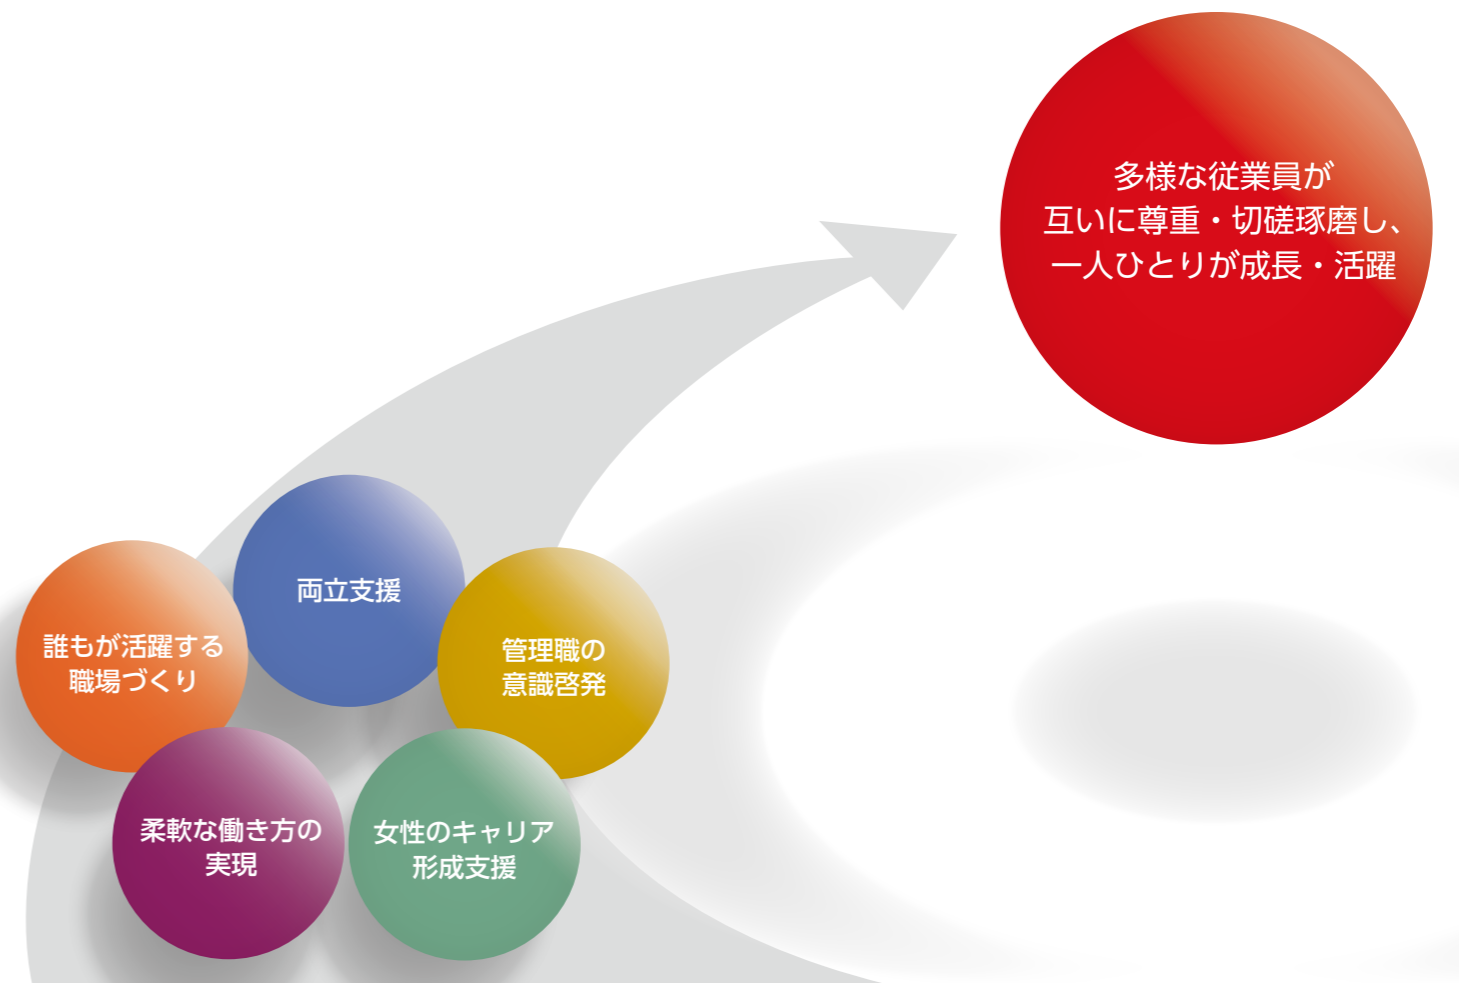 多様な従業員が
互いに尊重・切磋琢磨し、
一人ひとりが成長・活躍
両立支援
誰もが活躍する
職場づくり
管理職の
意識啓発
柔軟な働き方の
実現
女性のキャリア
形成支援